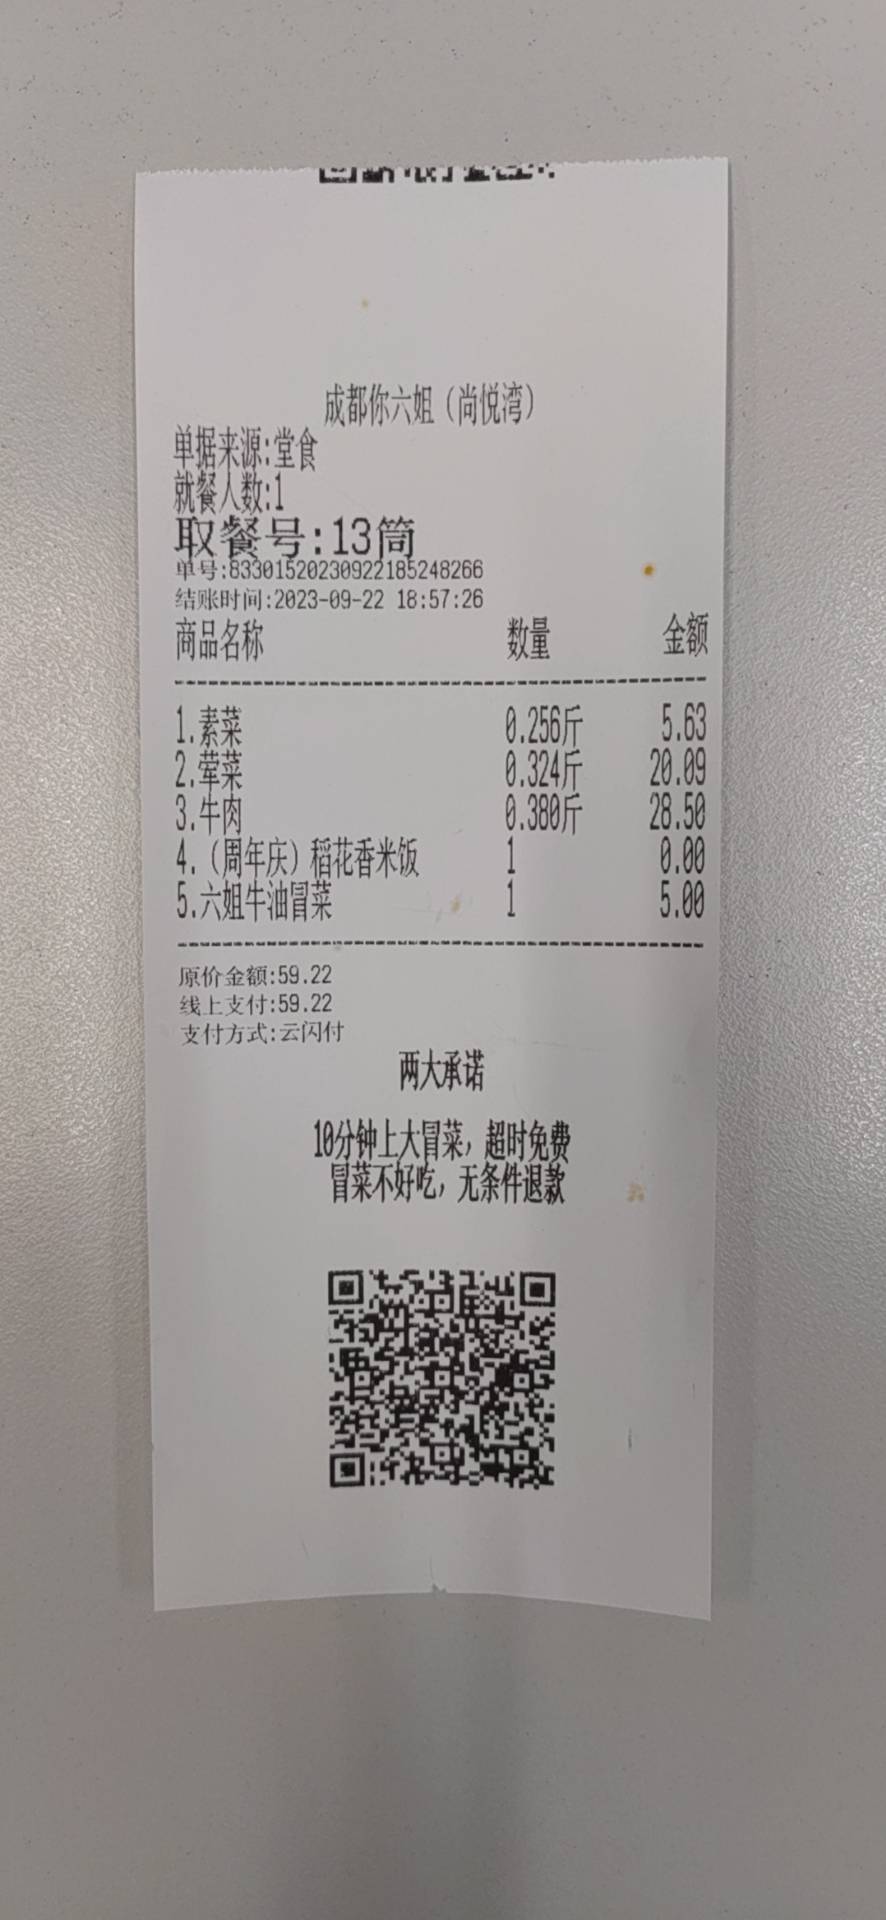 成都你六姐（尚悦湾）
单据来源:堂食
就餐人数:1
取餐号:13筒
单号:833015202309221852​48266
结账时间:2023-09-22 18:57:26
商品名称 数量 金额
1.素菜 0.256斤 5.63
2.荤菜 0.324斤 20.09
3.牛肉 0.380斤 28.50
4.（周年庆）稻花香米饭 1 0.00
5.六姐牛油冒菜 1 5.00
原价金额:59.22
线上支付:59.22
支付方式:云闪付
两大承诺
10分钟上大冒菜，超时免费
冒菜不好吃，无条件退款